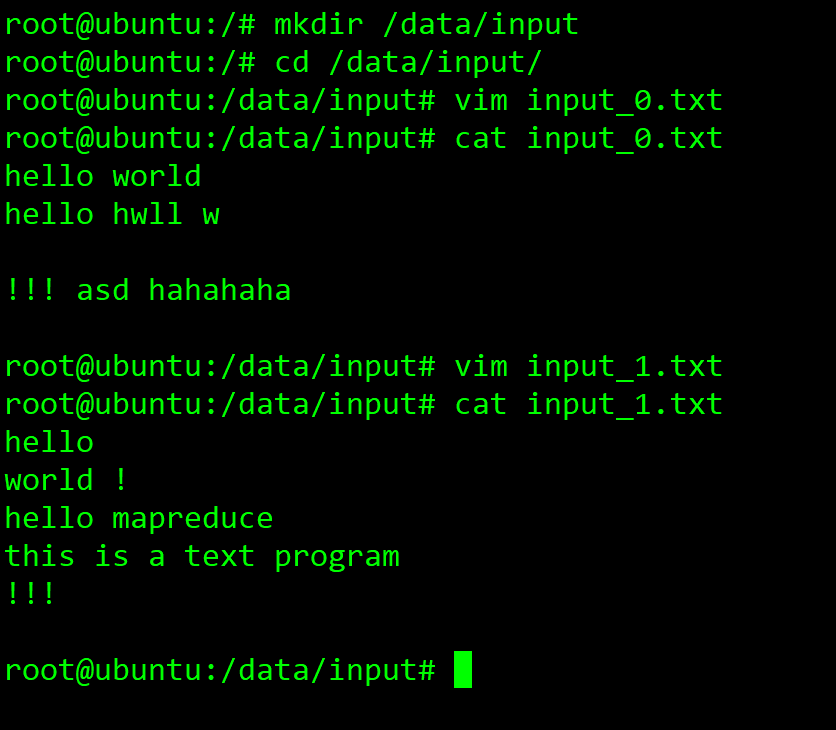 root@ubuntu:/# mkdir /data/input
root@ubuntu:/# cd /data/input/
root@ubuntu:/data/input# vim input_0.txt
root@ubuntu:/data/input# cat input_0.txt
hello world
hello hwll w
!!! asd hahahaha
root@ubuntu:/data/input# vim input_1.txt
root@ubuntu:/data/input# cat input_1.txt
hello
world !
hello mapreduce
this is a text program
!!!
root@ubuntu:/data/input#